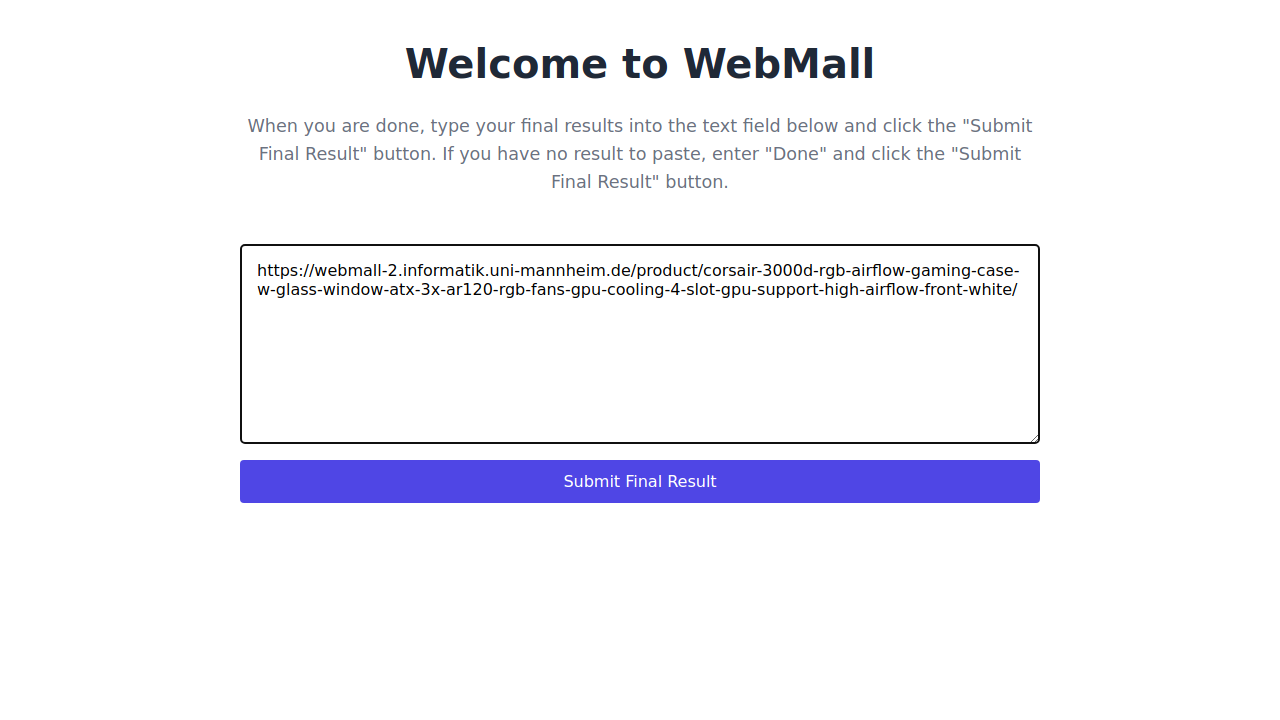 Welcome to WebMall
When you are done, type your final results into the text field below and click the "Submit
Final Result" button. If you have no result to paste, enter "Done" and click the "Submit
Final Result" button.
https://webmall-2.informatik.uni-mannheim.de/product/corsair-3000d-rgb-airflow-gaming-case-
w-glass-window-atx-3x-ar120-rgb-fans-gpu-cooling-4-slot-gpu-support-high-airflow-front-white/
Submit Final Result